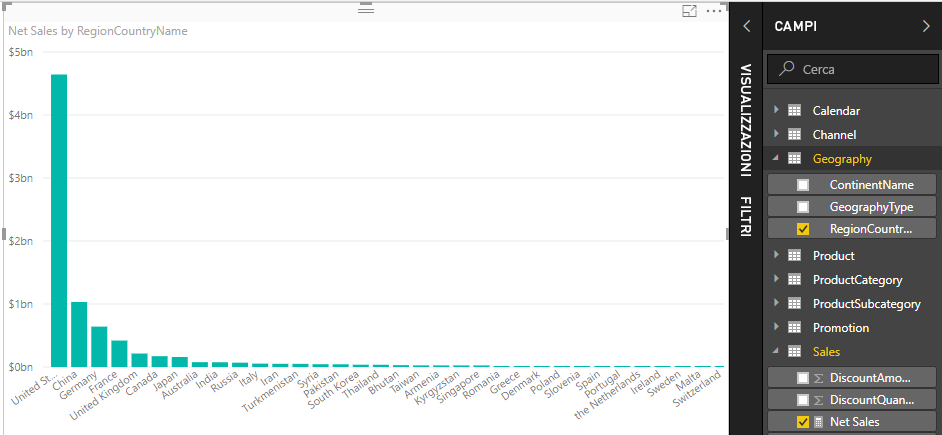 Net Sales by RegionCountryName
$5bn
$4bn
$3bn
$2bn
$1bn
$0bn
United St...
China
Germany
France
United Kingdom
Canada
Japan
Australia
India
Russia
Italy
Iran
Turkmenistan
Syria
Pakistan
South Korea
Thailand
Bhutan
Taiwan
Armenia
Kyrgyzstan
Singapore
Romania
Greece
Denmark
Poland
Slovenia
Spain
Portugal
the Netherlands
Ireland
Sweden
Malta
Switzerland
VISUALIZZAZIONI
FILTRI
CAMPI
Cerca
Calendar
Channel
Geography
ContinentName
GeographyType
RegionCountr...
Product
ProductCategory
ProductSubcategory
Promotion
Sales
DiscountAmo...
DiscountQuan...
Net Sales